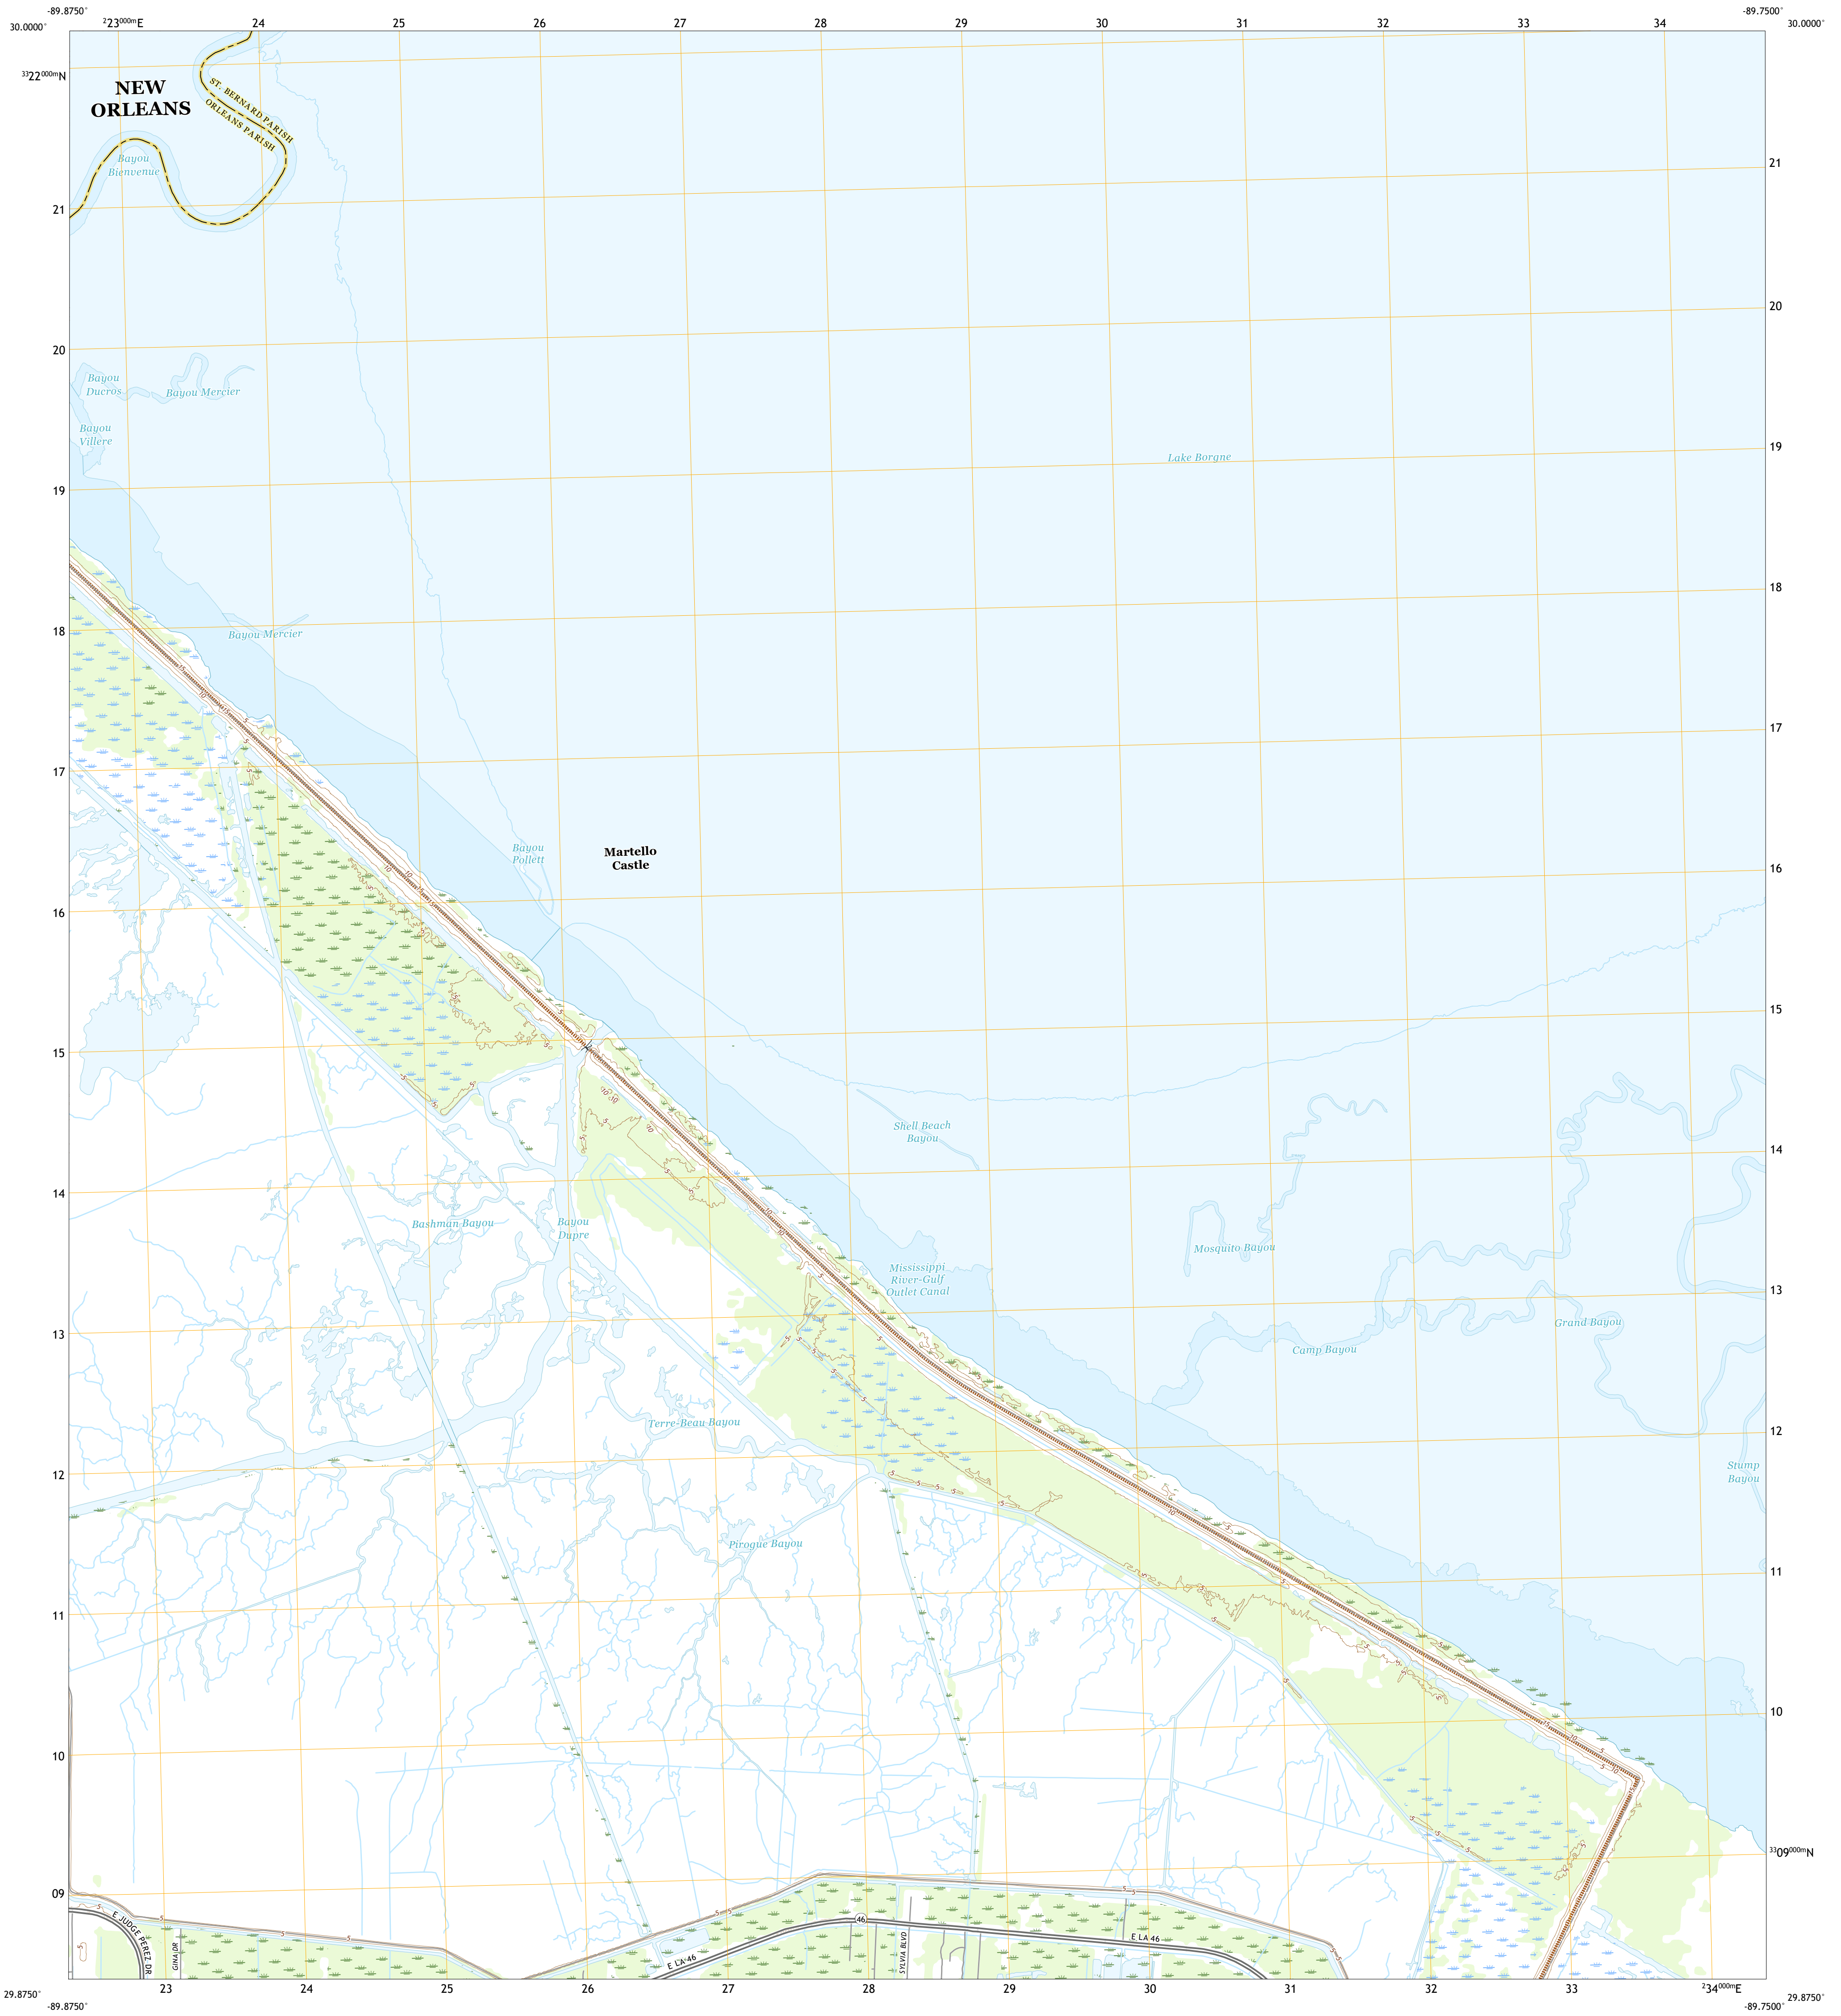 -89.8750°
-89.7500°
30.0000°
²23⁰⁰⁰ᵐE
24
25
26
27
28
29
30
31
32
33
34
30.0000°
³³22⁰⁰⁰ᵐN
NEW
ORLEANS
ST. BERNARD PARISH
ORLEANS PARISH
Bayou
Bienvenue
21
21
20
20
Bayou
Ducros
Bayou Mercier
Bayou
Villere
19
Lake Borgne
19
18
18
Bayou Mercier
17
17
Bayou
Pollett
Martello
Castle
16
16
15
15
Shell Beach
Bayou
14
14
Bashman Bayou
Bayou
Dupre
Mosquito Bayou
Mississippi
River-Gulf
Outlet Canal
13
13
Grand Bayou
Camp Bayou
Terre-Beau Bayou
12
12
Stump
Bayou
Pirogue Bayou
11
11
10
10
³³09⁰⁰⁰ᵐN
09
E JUDGE PEREZ DR
GINA DR
46
E LA 46
SYLVIA BLVD
E LA 46
29.8750°
23
24
25
26
27
28
29
30
31
32
33
²34⁰⁰⁰ᵐE
29.8750°
-89.8750°
-89.7500°